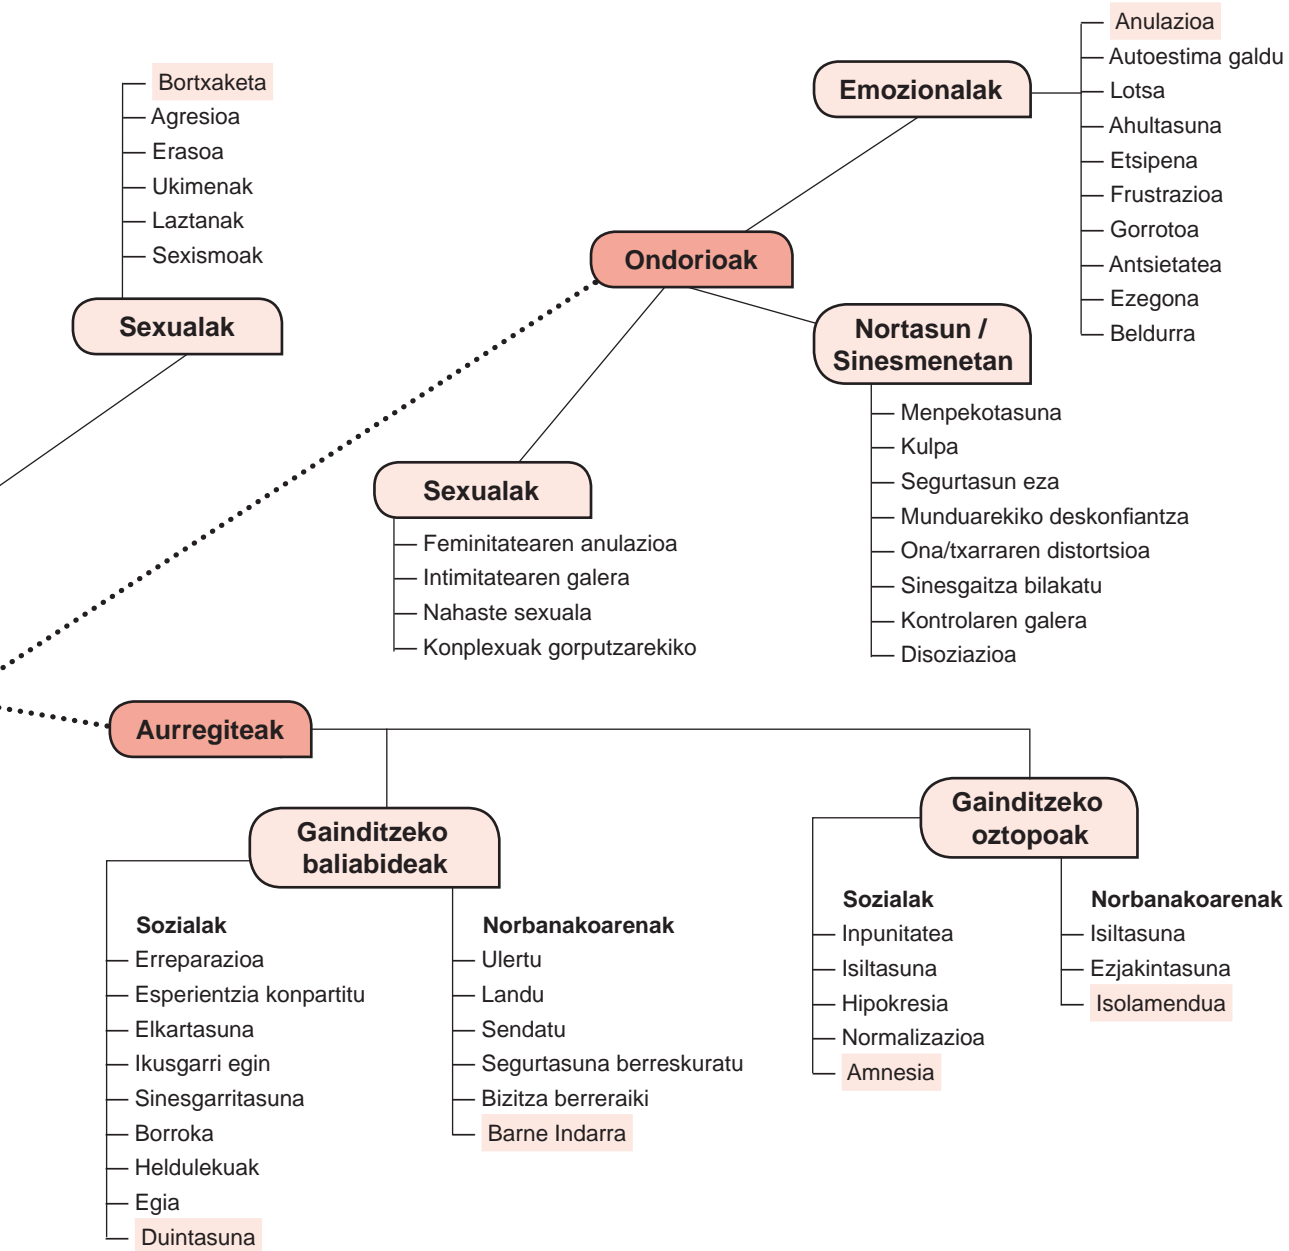 Bortxaketa
Agresioa
Erasoa
Ukimenak
Laztanak
Sexismoak
Sexualak
Emozionalak
Anulazioa
Autoestima galdu
Lotsa
Ahultasuna
Etsipena
Frustrazioa
Gorrotoa
Antsietatea
Ezegona
Beldurra
Ondorioak
Nortasun /
Sinesmenetan
Menpekotasuna
Kulpa
Segurtasun eza
Munduarekiko deskonfiantza
Ona/txarraren distortsioa
Sinesgaitza bilakatu
Kontrolaren galera
Disoziazioa
Sexualak
Feminitatearen anulazioa
Intimitatearen galera
Nahaste sexuala
Konplexuak gorputzarekiko
Aurregiteak
Gainditzeko
baliabideak
Sozialak
Erreparazioa
Esperientzia konpartitu
Elkartasuna
Ikusgarri egin
Sinesgarritasuna
Borroka
Heldulekuak
Egia
Duintasuna
Norbanakoarenak
Ulertu
Landu
Sendatu
Segurtasuna berreskuratu
Bizitza berreraiki
Barne Indarra
Gainditzeko
oztopoak
Sozialak
Inpunitatea
Isiltasuna
Hipokresia
Normalizazioa
Amnesia
Norbanakoarenak
Isiltasuna
Ezjakintasuna
Isolamendua